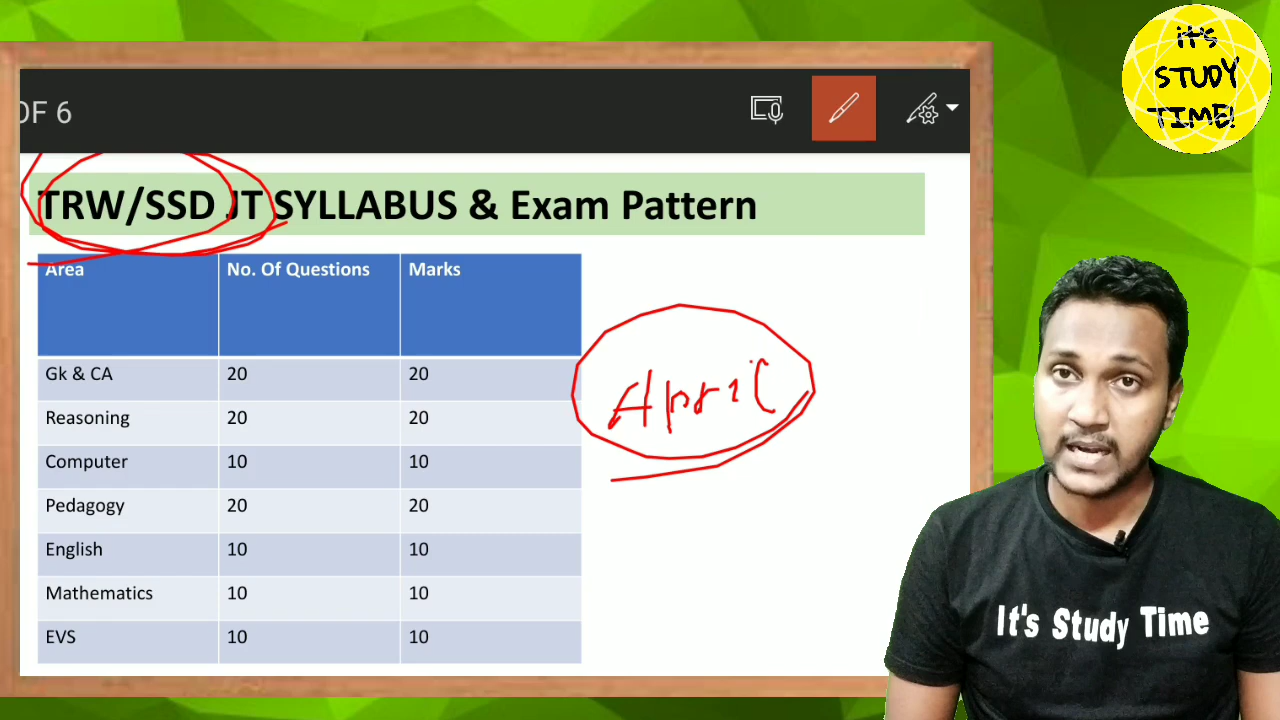 it's
STUDY
TIME!
OF 6
TRW/SSD JT SYLLABUS & Exam Pattern
Area No. Of Questions Marks
Gk & CA 20 20
Reasoning 20 20
Computer 10 10
Pedagogy 20 20
English 10 10
Mathematics 10 10
EVS 10 10
April
It's Study Time